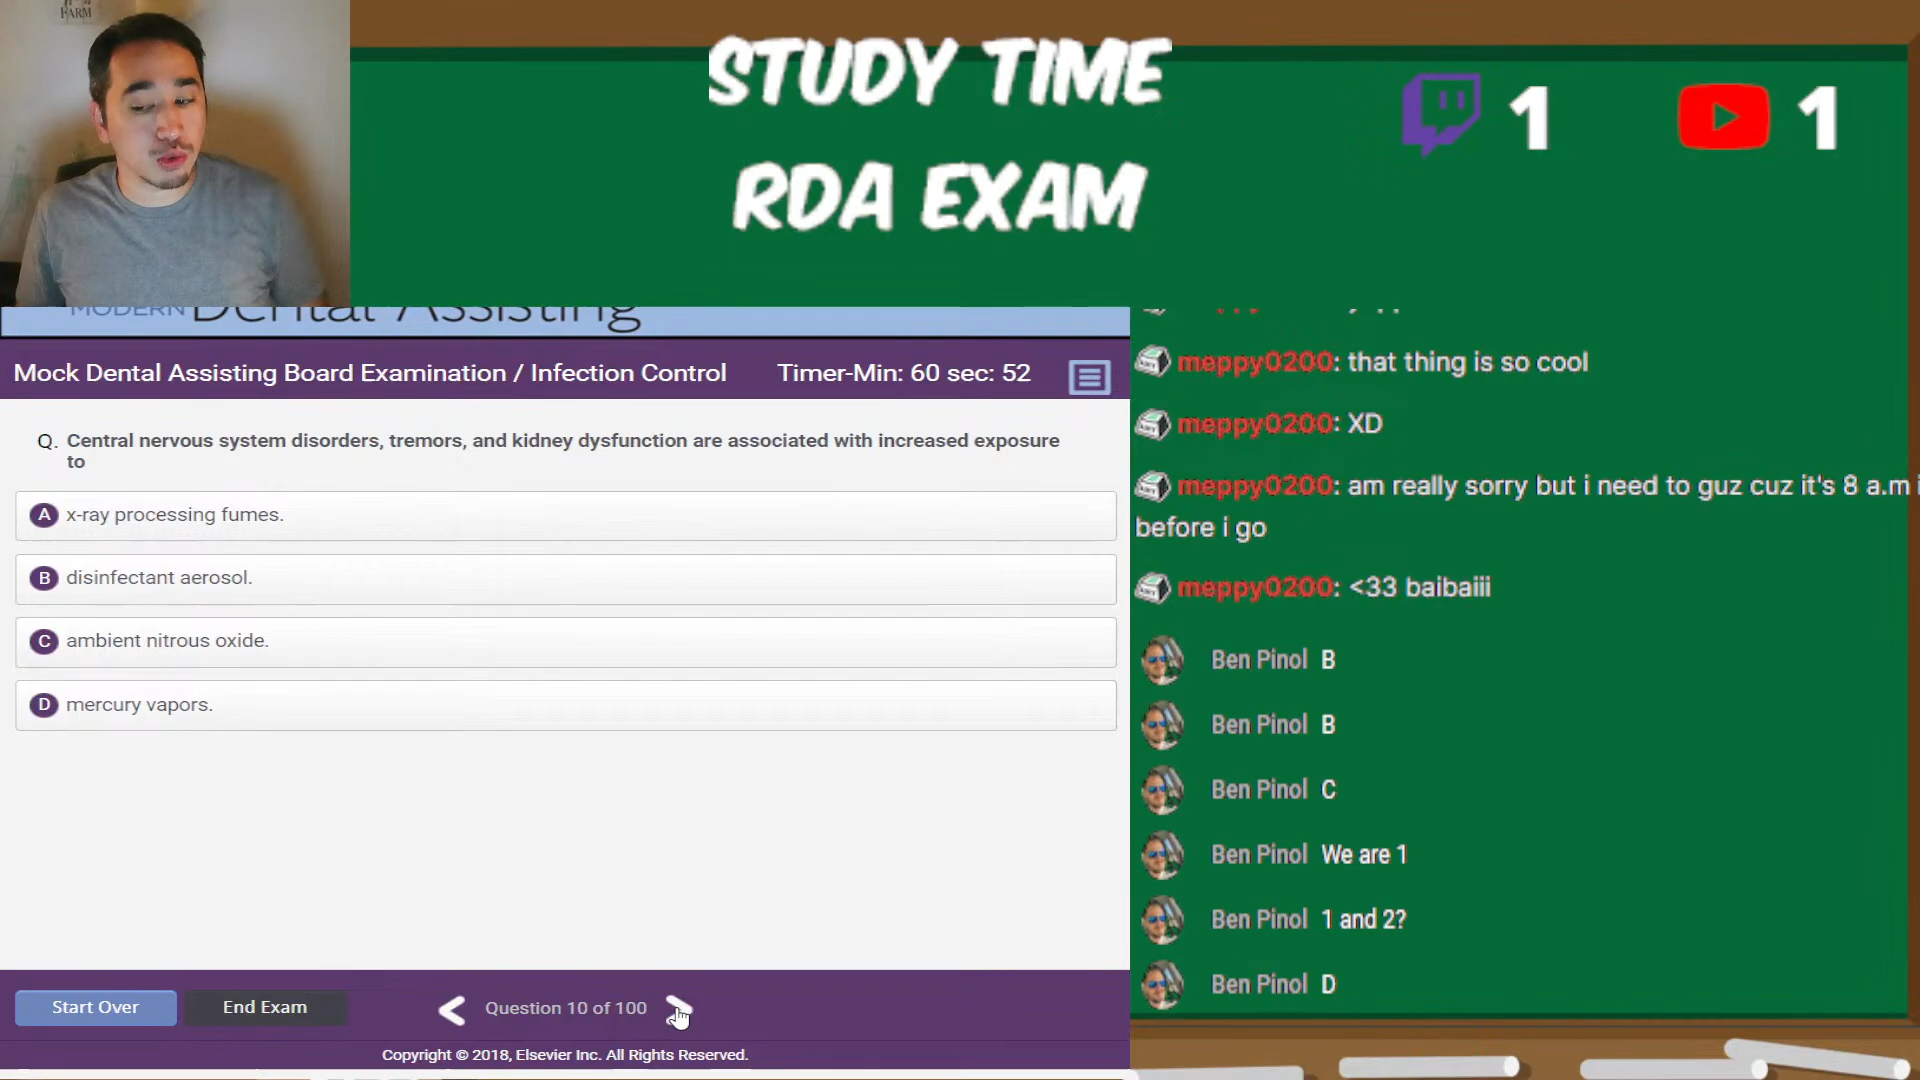 FARM
STUDY TIME
RDA EXAM
1
1
MODERN Dental Assisting
Mock Dental Assisting Board Examination / Infection Control
Timer-Min: 60 sec: 52
Q. Central nervous system disorders, tremors, and kidney dysfunction are associated with increased exposure
to
A x-ray processing fumes.
B disinfectant aerosol.
C ambient nitrous oxide.
D mercury vapors.
Start Over
End Exam
Question 10 of 100
Copyright © 2018, Elsevier Inc. All Rights Reserved.
meppy0200: that thing is so cool
meppy0200: XD
meppy0200: am really sorry but i need to guz cuz it's 8 a.m i
before i go
meppy0200: <33 baibaiii
Ben Pinol B
Ben Pinol B
Ben Pinol C
Ben Pinol We are 1
Ben Pinol 1 and 2?
Ben Pinol D